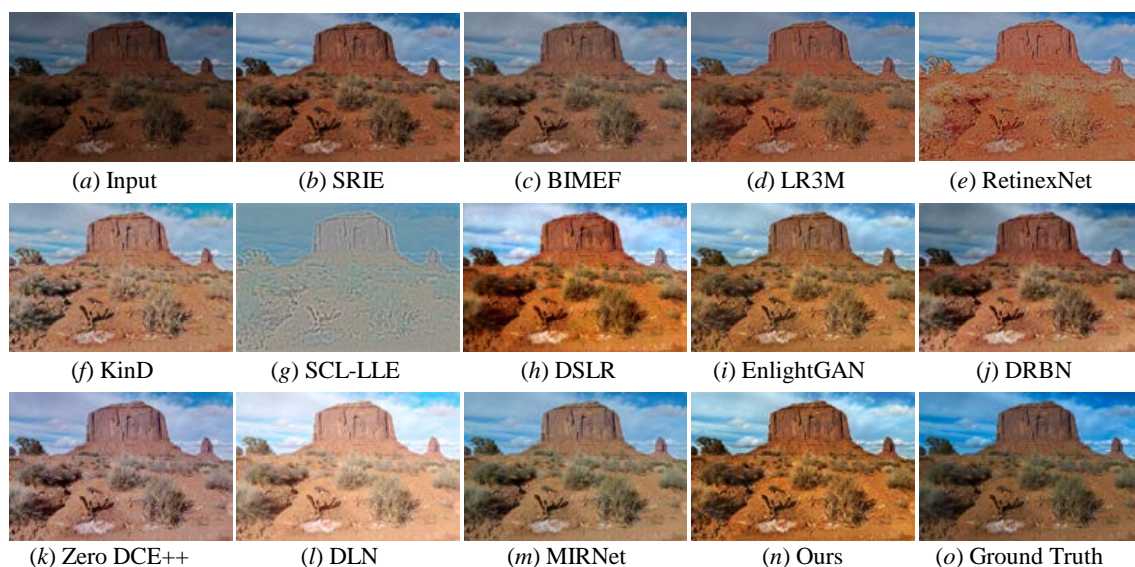 (a) Input (b) SRIE (c) BIMEF (d) LR3M (e) RetinexNet
(f) KinD (g) SCL-LLE (h) DSLR (i) EnlightGAN (j) DRBN
(k) Zero DCE++ (l) DLN (m) MIRNet (n) Ours (o) Ground Truth